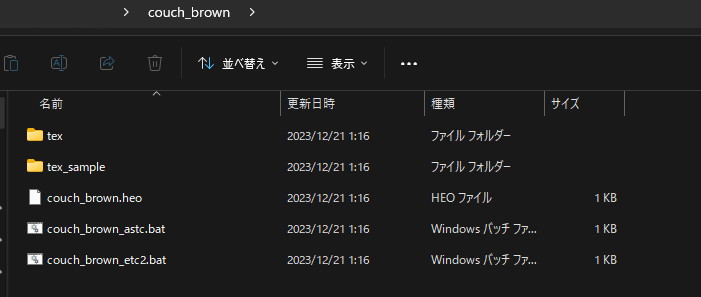 couch_brown
並べ替え 表示
名前 更新日時 種類 サイズ
tex 2023/12/21 1:16 ファイル フォルダー
tex_sample 2023/12/21 1:16 ファイル フォルダー
couch_brown.heo 2023/12/21 1:16 HEO ファイル 1 KB
couch_brown_astc.bat 2023/12/21 1:16 Windows バッチ ファ... 1 KB
couch_brown_etc2.bat 2023/12/21 1:16 Windows バッチ ファ... 1 KB